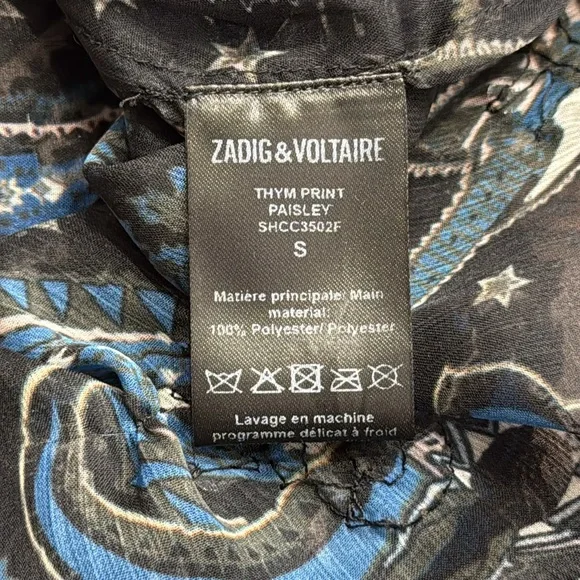 ZADIG&VOLTAIRE
THYM PRINT
PAISLEY
SHCC3502F
S
Matière principale/ Main
material:
100% Polyester/ Polyester
Lavage en machine
programme délicat à froid